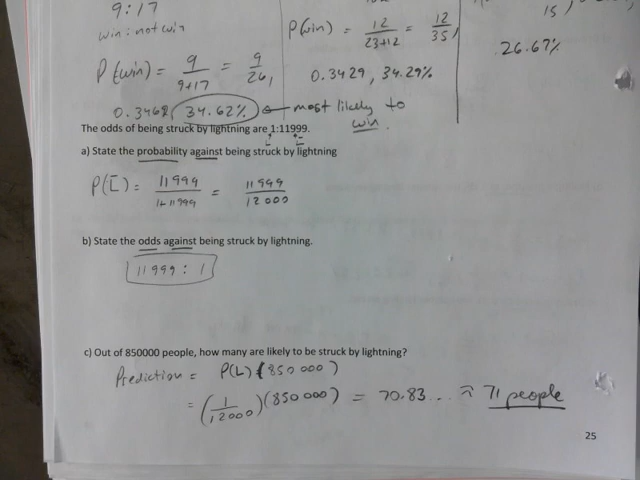 9:17
win : not win
P(win) = 9/(9+17) = 9/26,
0.3462, 34.62% ← most likely to win.
P(win) = 12/(23+12) = 12/35,
0.3429, 34.29%
15,
26.67%
The odds of being struck by lightning are 1:11999.
L L̅
a) State the probability against being struck by lightning
P(L̅) = 11999/(1+11999) = 11999/12000
b) State the odds against being struck by lightning.
11999 : 1
c) Out of 850000 people, how many are likely to be struck by lightning?
Prediction = P(L) (850 000)
= (1/12000)(850 000) = 70.83... ≈ 71 people
25